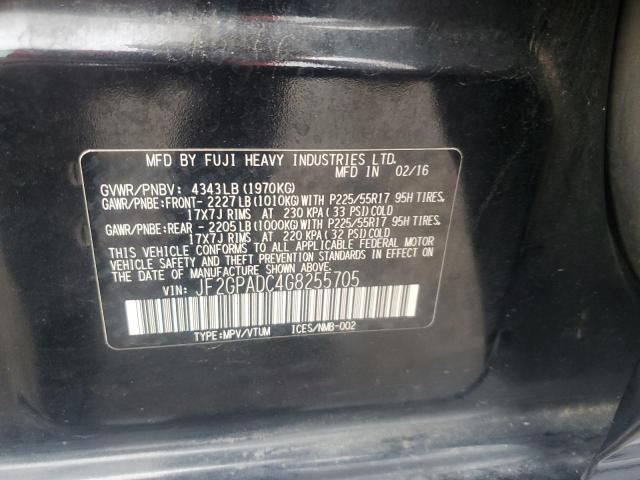 MFD BY FUJI HEAVY INDUSTRIES LTD.
MFD IN 02/16
GVWR/PNBV: 4343LB(1970KG)
GAWR/PNBE:FRONT- 2227LB(1010KG)WITH P225/55R17 95H TIRES,
17X7J RIMS AT 230 KPA(33 PSI)COLD
GAWR/PNBE:REAR - 2205LB(1000KG)WITH P225/55R17 95H TIRES,
17X7J RIMS AT 220 KPA(32 PSI)COLD
THIS VEHICLE CONFORMS TO ALL APPLICABLE FEDERAL MOTOR
VEHICLE SAFETY AND THEFT PREVENTION STANDARDS IN EFFECT ON
THE DATE OF MANUFACTURE SHOWN ABOVE.
VIN: JF2GPADC4G8255705
TYPE:MPV/VTUM ICES/NMB-002